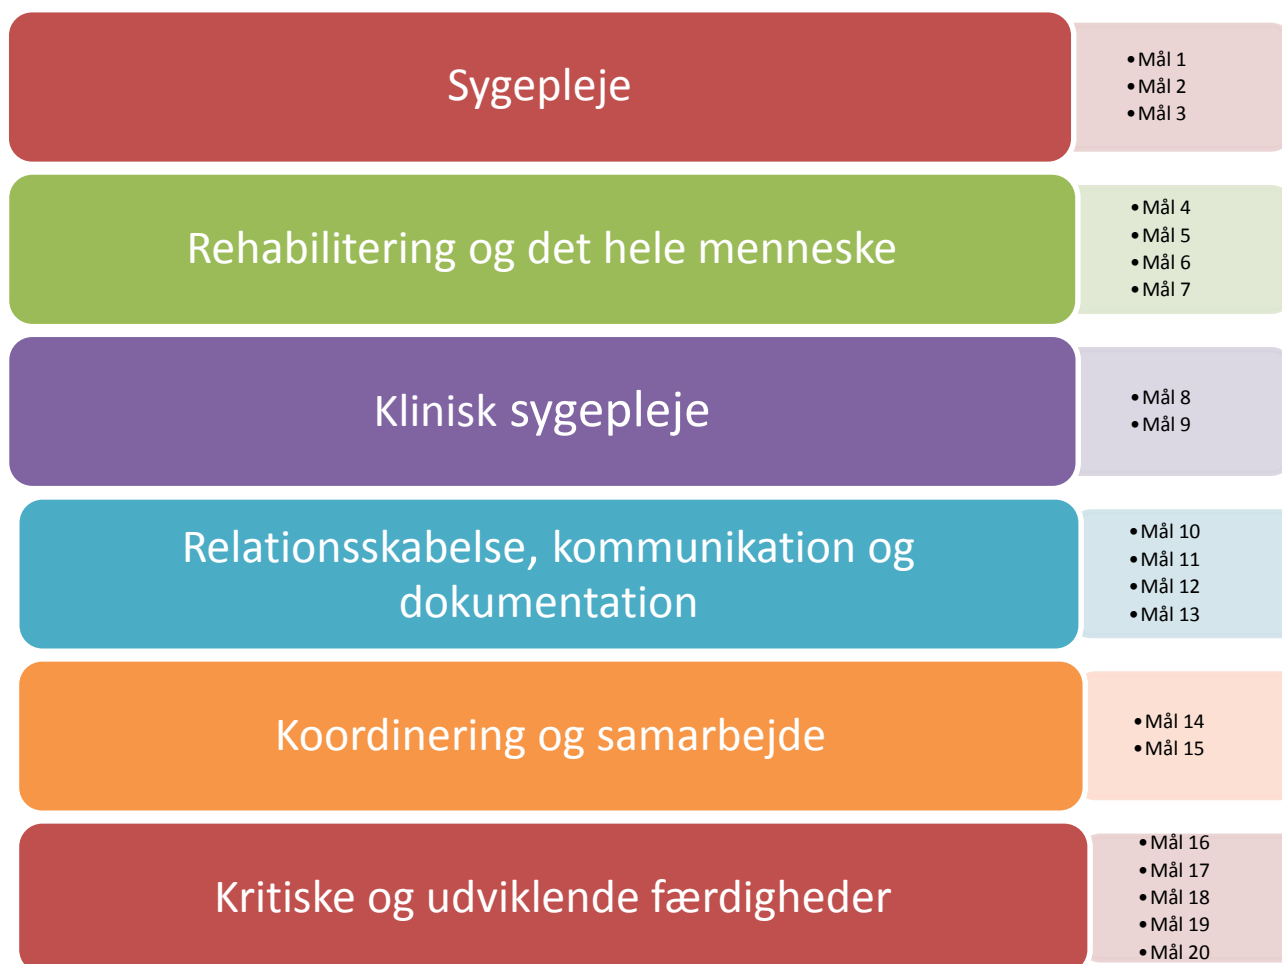 Sygepleje
• Mål 1
• Mål 2
• Mål 3
Rehabilitering og det hele menneske
• Mål 4
• Mål 5
• Mål 6
• Mål 7
Klinisk sygepleje
• Mål 8
• Mål 9
Relationsskabelse, kommunikation og
dokumentation
• Mål 10
• Mål 11
• Mål 12
• Mål 13
Koordinering og samarbejde
• Mål 14
• Mål 15
Kritiske og udviklende færdigheder
• Mål 16
• Mål 17
• Mål 18
• Mål 19
• Mål 20